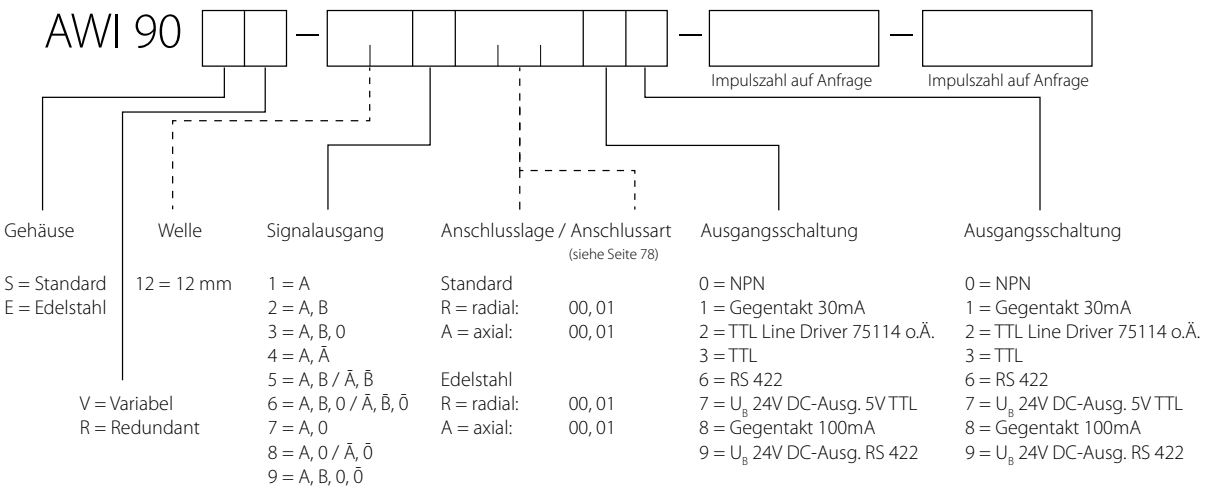 AWI 90 – – –
Impulszahl auf Anfrage Impulszahl auf Anfrage
Gehäuse Welle Signalausgang Anschlusslage / Anschlussart Ausgangsschaltung Ausgangsschaltung
(siehe Seite 78)
S = Standard 12 = 12 mm 1 = A Standard 0 = NPN 0 = NPN
E = Edelstahl 2 = A, B R = radial: 00, 01 1 = Gegentakt 30mA 1 = Gegentakt 30mA
3 = A, B, 0 A = axial: 00, 01 2 = TTL Line Driver 75114 o.Ä. 2 = TTL Line Driver 75114 o.Ä.
4 = A, Ā 3 = TTL 3 = TTL
5 = A, B / Ā, B̄ Edelstahl 6 = RS 422 6 = RS 422
V = Variabel 6 = A, B, 0 / Ā, B̄, 0̄ R = radial: 00, 01 7 = U_B 24V DC-Ausg. 5V TTL 7 = U_B 24V DC-Ausg. 5V TTL
R = Redundant 7 = A, 0 A = axial: 00, 01 8 = Gegentakt 100mA 8 = Gegentakt 100mA
8 = A, 0 / Ā, 0̄ 9 = U_B 24V DC-Ausg. RS 422 9 = U_B 24V DC-Ausg. RS 422
9 = A, B, 0, 0̄